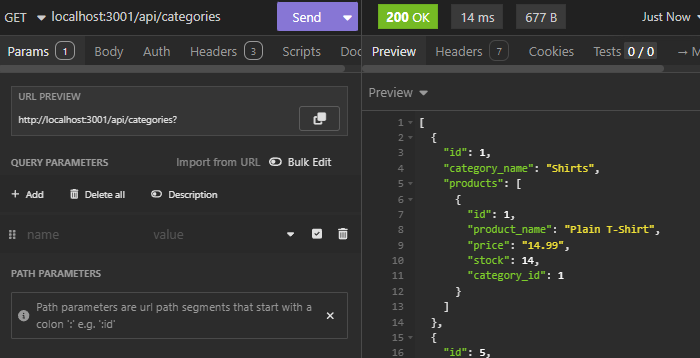 GET localhost:3001/api/categories Send
Params 1 Body Auth Headers 3 Scripts Doc
URL PREVIEW
http://localhost:3001/api/categories?
QUERY PARAMETERS Import from URL Bulk Edit
+ Add Delete all Description
name value
PATH PARAMETERS
Path parameters are url path segments that start with a
colon ':' e.g. ':id'
200 OK 14 ms 677 B Just Now
Preview Headers 7 Cookies Tests 0 / 0 → M
Preview
1 [
2 {
3 "id": 1,
4 "category_name": "Shirts",
5 "products": [
6 {
7 "id": 1,
8 "product_name": "Plain T-Shirt",
9 "price": "14.99",
10 "stock": 14,
11 "category_id": 1
12 }
13 ]
14 },
15 {
16 "id": 5,